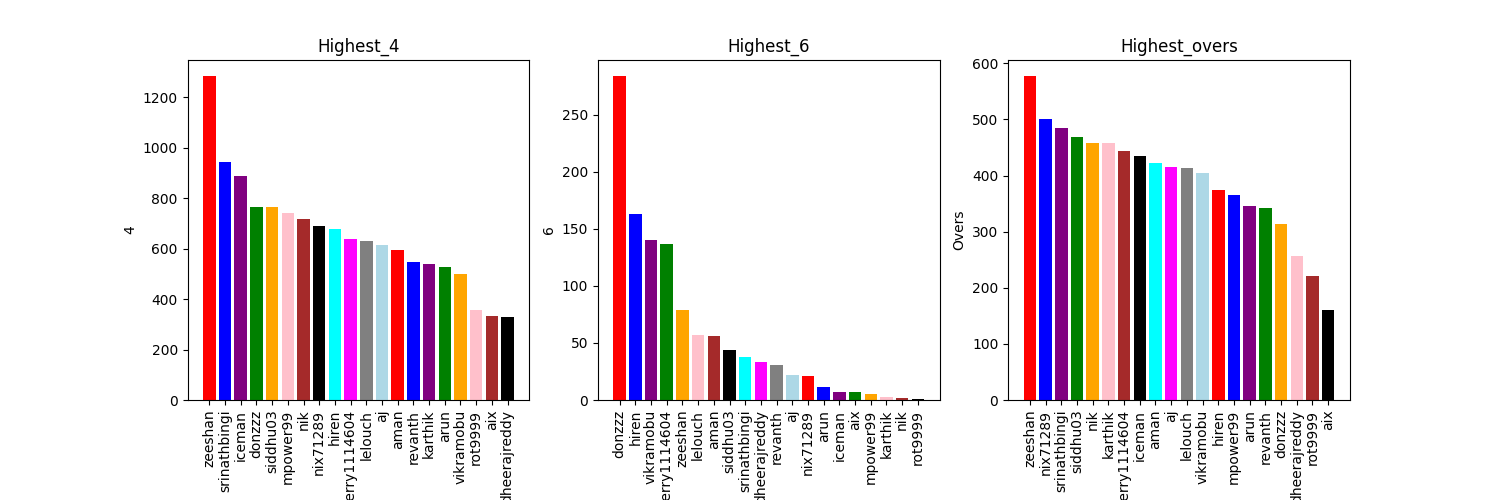 Highest_4
4
1200
1000
800
600
400
200
0
zeeshan
srinathbingi
iceman
donzzz
siddhu03
mpower99
nik
nix71289
hiren
erry1114604
lelouch
aj
aman
revanth
karthik
arun
vikramobu
rot9999
aix
dheerajreddy
Highest_6
6
250
200
150
100
50
0
donzzz
hiren
vikramobu
erry1114604
zeeshan
lelouch
aman
siddhu03
srinathbingi
dheerajreddy
revanth
aj
nix71289
arun
iceman
aix
mpower99
karthik
nik
rot9999
Highest_overs
Overs
600
500
400
300
200
100
0
zeeshan
nix71289
srinathbingi
siddhu03
nik
karthik
erry1114604
iceman
aman
aj
lelouch
vikramobu
hiren
mpower99
arun
revanth
donzzz
dheerajreddy
rot9999
aix